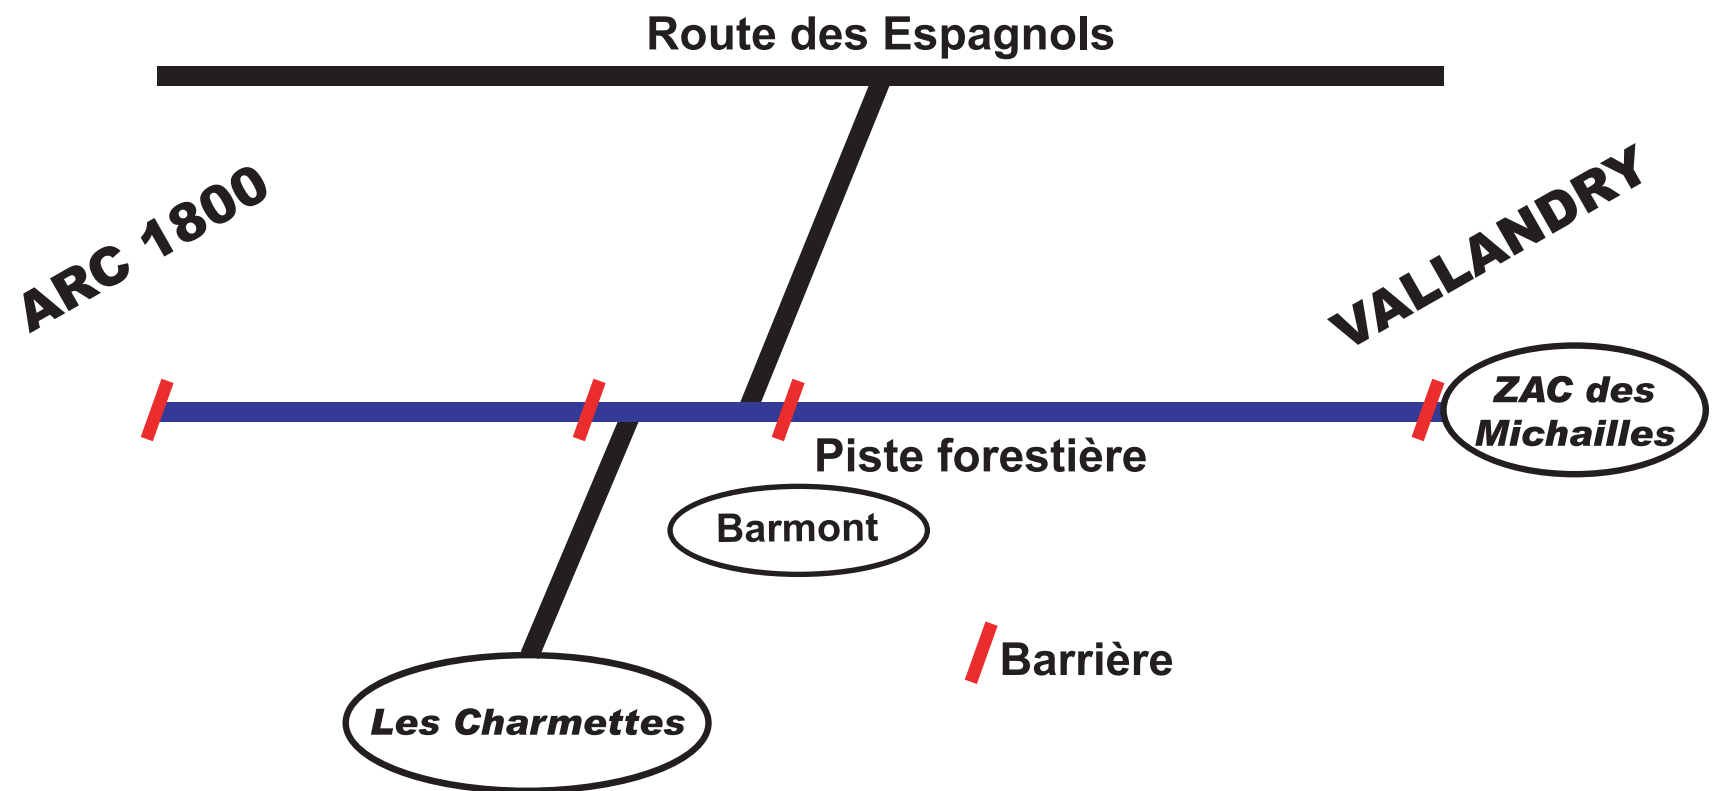 Route des Espagnols
ARC 1800
VALLANDRY
ZAC des
Michailles
Piste forestière
Barmont
Barrière
Les Charmettes